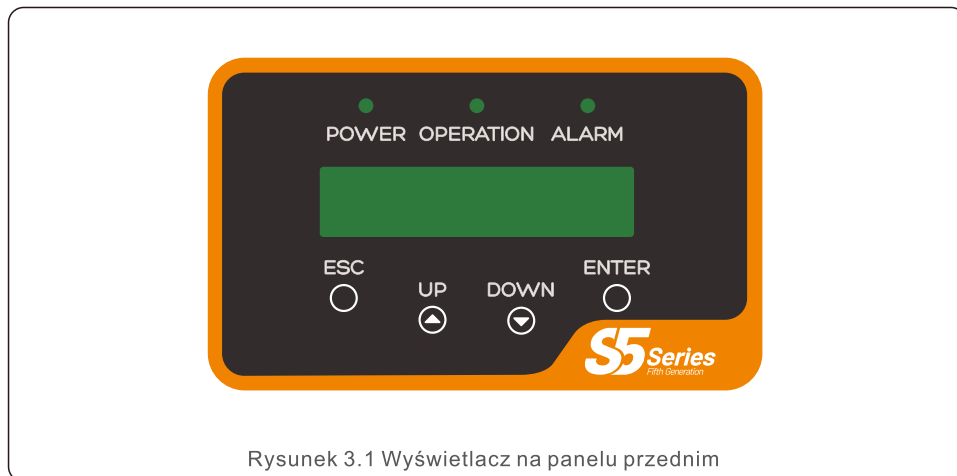 POWER OPERATION ALARM
ESC UP DOWN ENTER
S5 Series
Fifth Generation
Rysunek 3.1 Wyświetlacz na panelu przednim